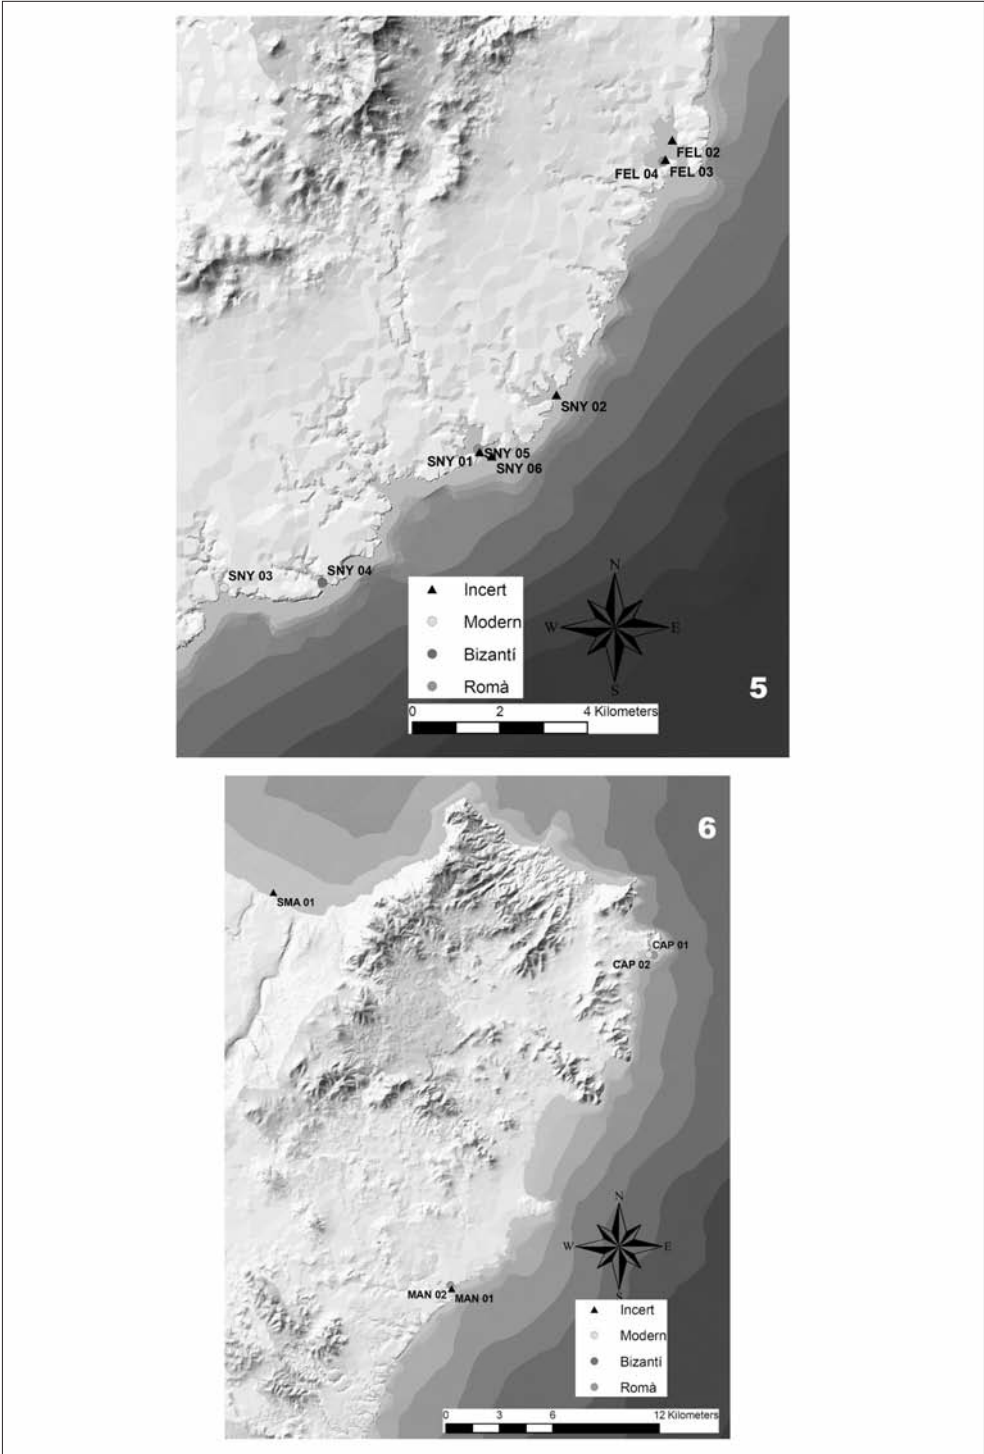 FEL 02
FEL 04 FEL 03
SNY 02
SNY 01 SNY 05
SNY 06
SNY 03 SNY 04
N
W E
S
Incert
Modern
Bizantí
Romà
5
0 2 4 Kilometers
6
SMA 01
CAP 01
CAP 02
N
W E
S
MAN 02 MAN 01
Incert
Modern
Bizantí
Romà
0 3 6 12 Kilometers